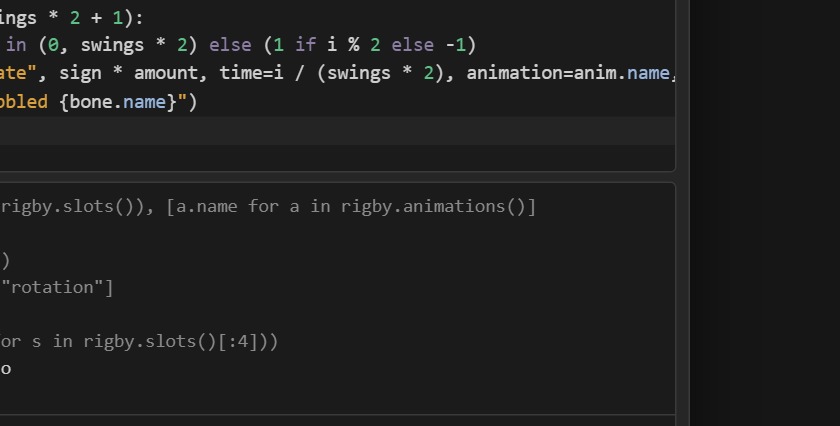 ings * 2 + 1):
in (0, swings * 2) else (1 if i % 2 else -1)
ate", sign * amount, time=i / (swings * 2), animation=anim.name,
obbled {bone.name}")
rigby.slots()), [a.name for a in rigby.animations()]
)
"rotation"]
or s in rigby.slots()[:4]))
o